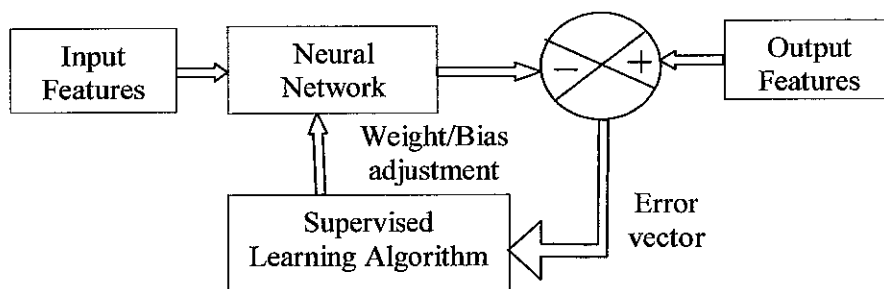 Input
Features
Neural
Network
−
+
Output
Features
Weight/Bias
adjustment
Supervised
Learning Algorithm
Error
vector